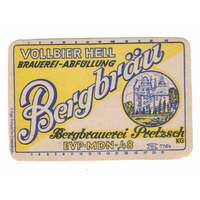 VOLLBIER HELL
BRAUEREI-ABFÜLLUNG
Bergbräu
Bergbrauerei Pretzsch
KG
EVP-MDN -.48